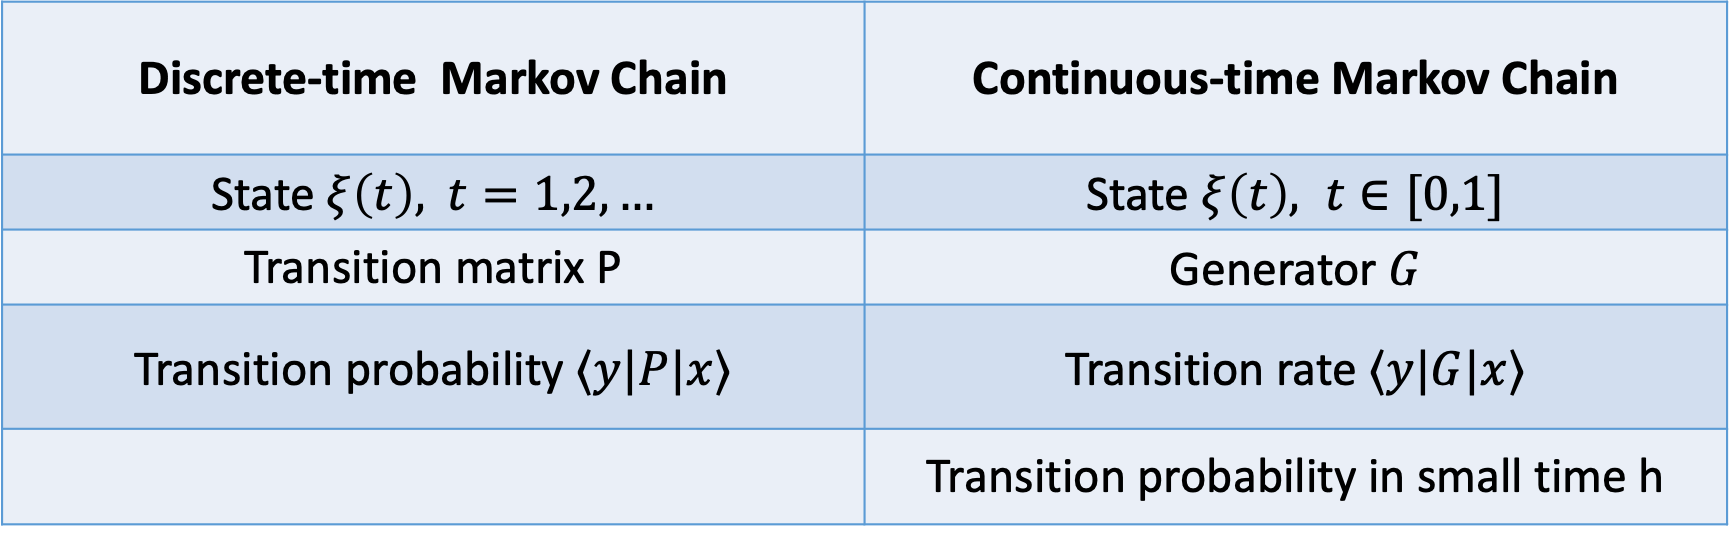 Discrete-time Markov Chain
Continuous-time Markov Chain
State ξ(t), t = 1,2, …
State ξ(t), t ∈ [0,1]
Transition matrix P
Generator G
Transition probability ⟨y|P|x⟩
Transition rate ⟨y|G|x⟩
Transition probability in small time h